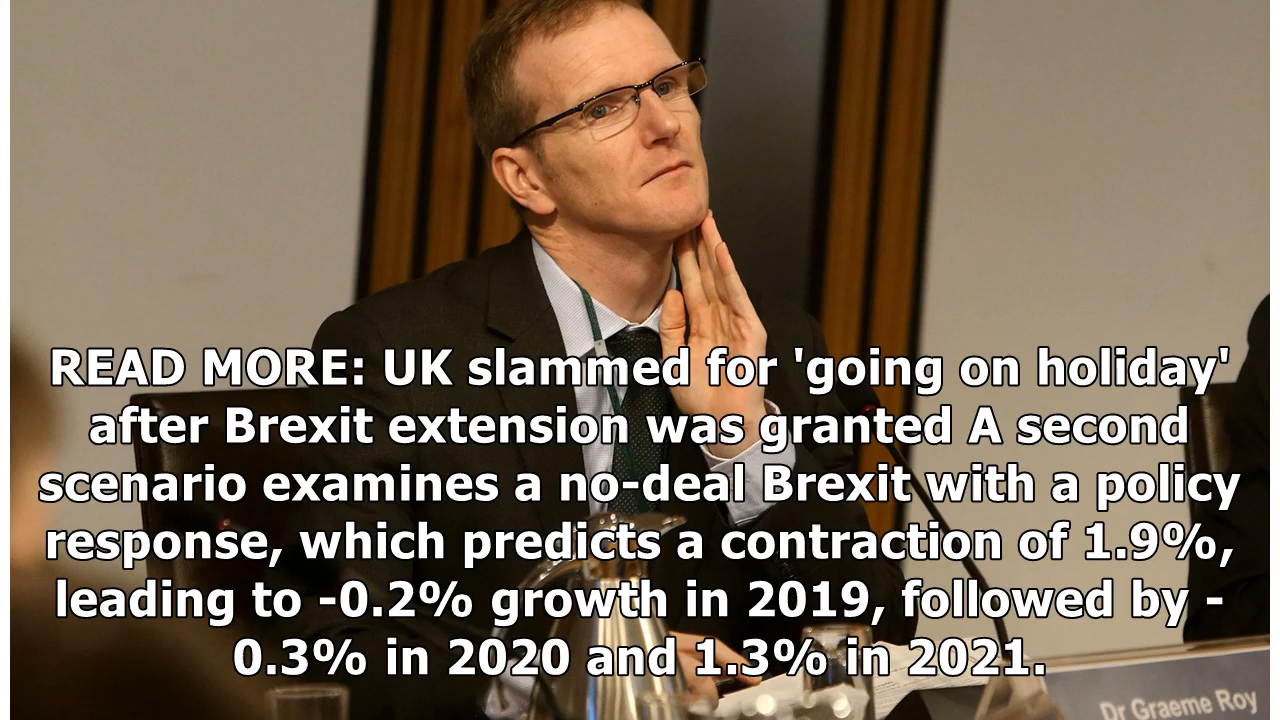 READ MORE: UK slammed for 'going on holiday'
after Brexit extension was granted A second
scenario examines a no-deal Brexit with a policy
response, which predicts a contraction of 1.9%,
leading to -0.2% growth in 2019, followed by -
0.3% in 2020 and 1.3% in 2021.
Dr Graeme Roy